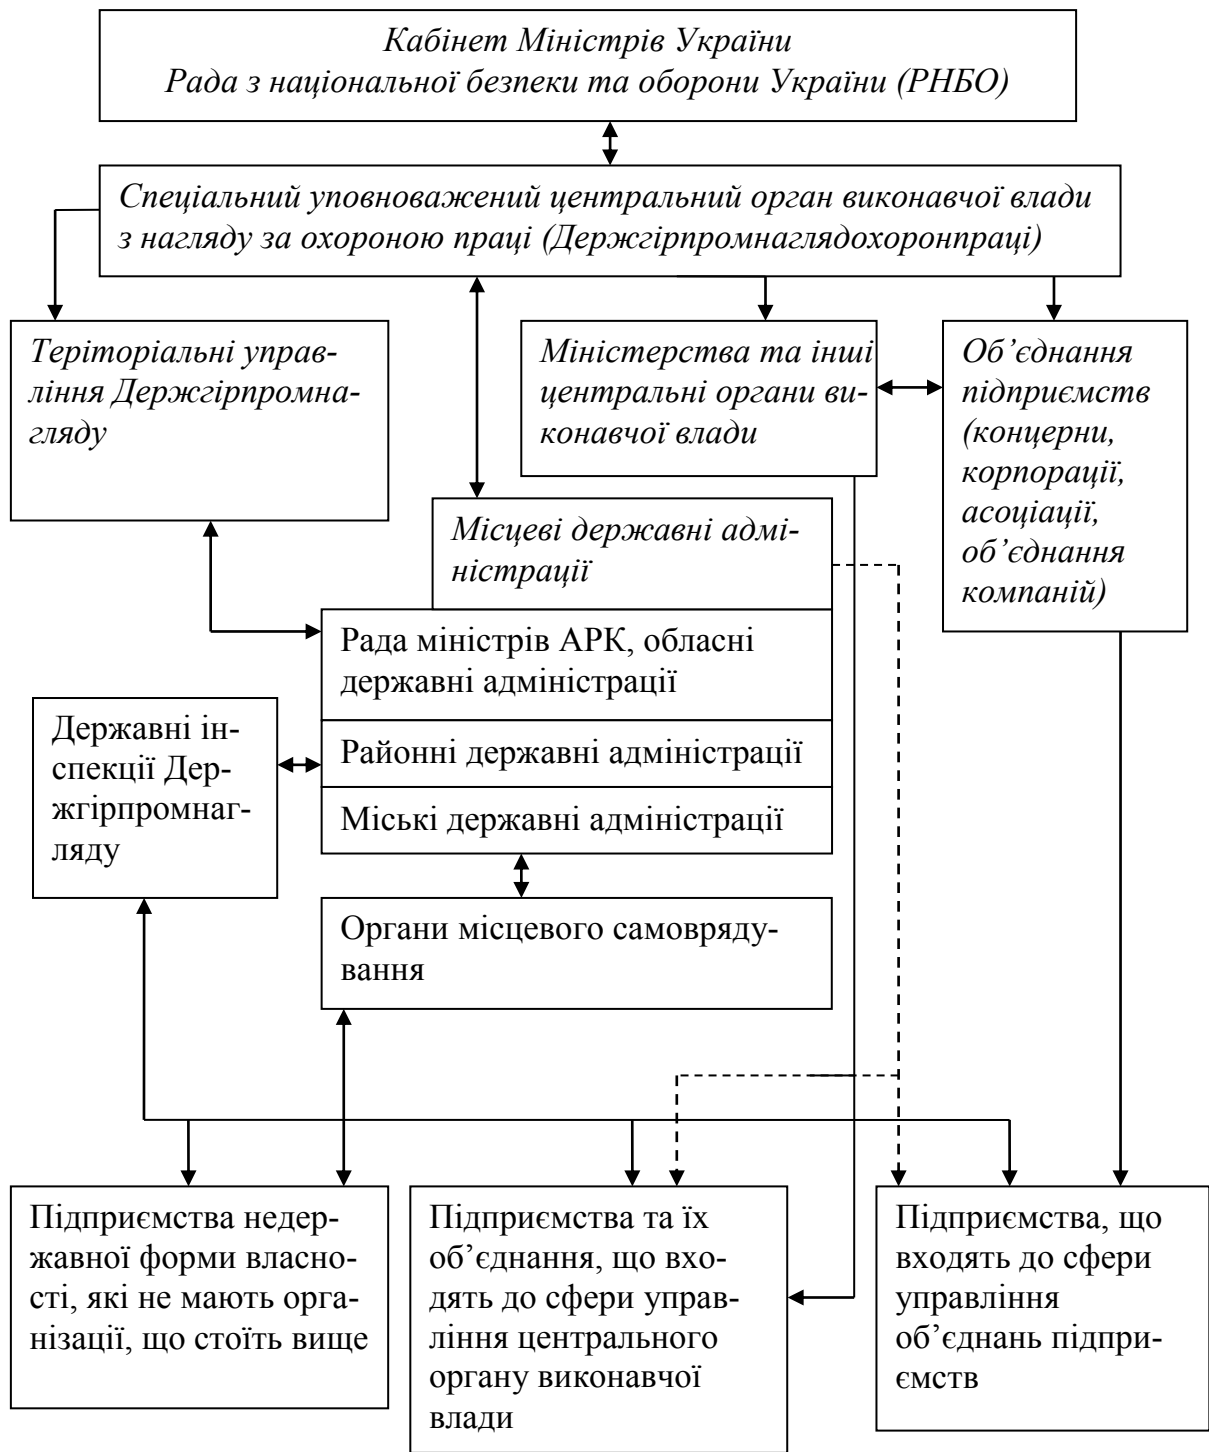 Кабінет Міністрів України
Рада з національної безпеки та оборони України (РНБО)
Спеціальний уповноважений центральний орган виконавчої влади
з нагляду за охороною праці (Держгірпромнаглядохоронпраці)
Теріторіальні управ-
ління Держгірпромна-
гляду
Міністерства та інші
центральні органи ви-
конавчої влади
Об’єднання
підприємств
(концерни,
корпорації,
асоціації,
об’єднання
компаній)
Місцеві державні адмі-
ністрації
Рада міністрів АРК, обласні
державні адміністрації
Районні державні адміністрації
Міські державні адміністрації
Державні ін-
спекції Дер-
жгірпромнаг-
ляду
Органи місцевого самовряду-
вання
Підприємства недер-
жавної форми власно-
сті, які не мають орга-
нізації, що стоїть вище
Підприємства та їх
об’єднання, що вхо-
дять до сфери управ-
ління центрального
органу виконавчої
влади
Підприємства, що
входять до сфери
управління
об’єднань підпри-
ємств